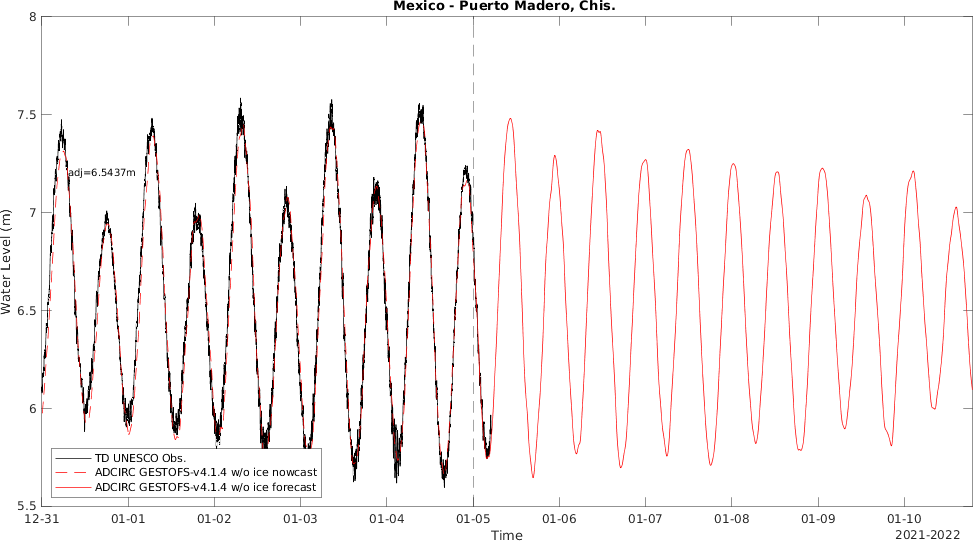 Mexico - Puerto Madero, Chis.
8
7.5
7
6.5
6
5.5
Water Level (m)
adj=6.5437m
TD UNESCO Obs.
ADCIRC GESTOFS-v4.1.4 w/o ice nowcast
ADCIRC GESTOFS-v4.1.4 w/o ice forecast
12-31 01-01 01-02 01-03 01-04 01-05 01-06 01-07 01-08 01-09 01-10
Time
2021-2022